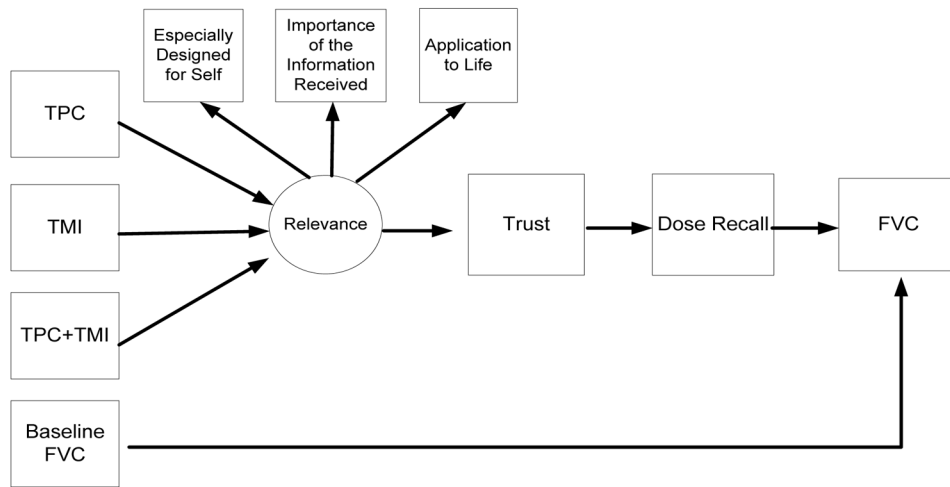 Especially
Designed
for Self
Importance
of the
Information
Received
Application
to Life
TPC
TMI
Relevance
Trust
Dose Recall
FVC
TPC+TMI
Baseline
FVC